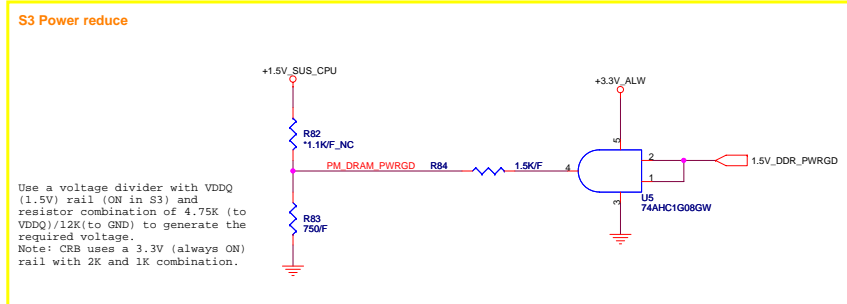 S3 Power reduce
+1.5V_SUS_CPU
+3.3V_ALW
R82
*1.1K/F_NC
5
PM_DRAM_PWRGD
R84
1.5K/F
4
2
1
1.5V_DDR_PWRGD
U5
74AHC1G08GW
3
R83
750/F
Use a voltage divider with VDDQ
(1.5V) rail (ON in S3) and
resistor combination of 4.75K (to
VDDQ)/12K(to GND) to generate the
required voltage.
Note: CRB uses a 3.3V (always ON)
rail with 2K and 1K combination.